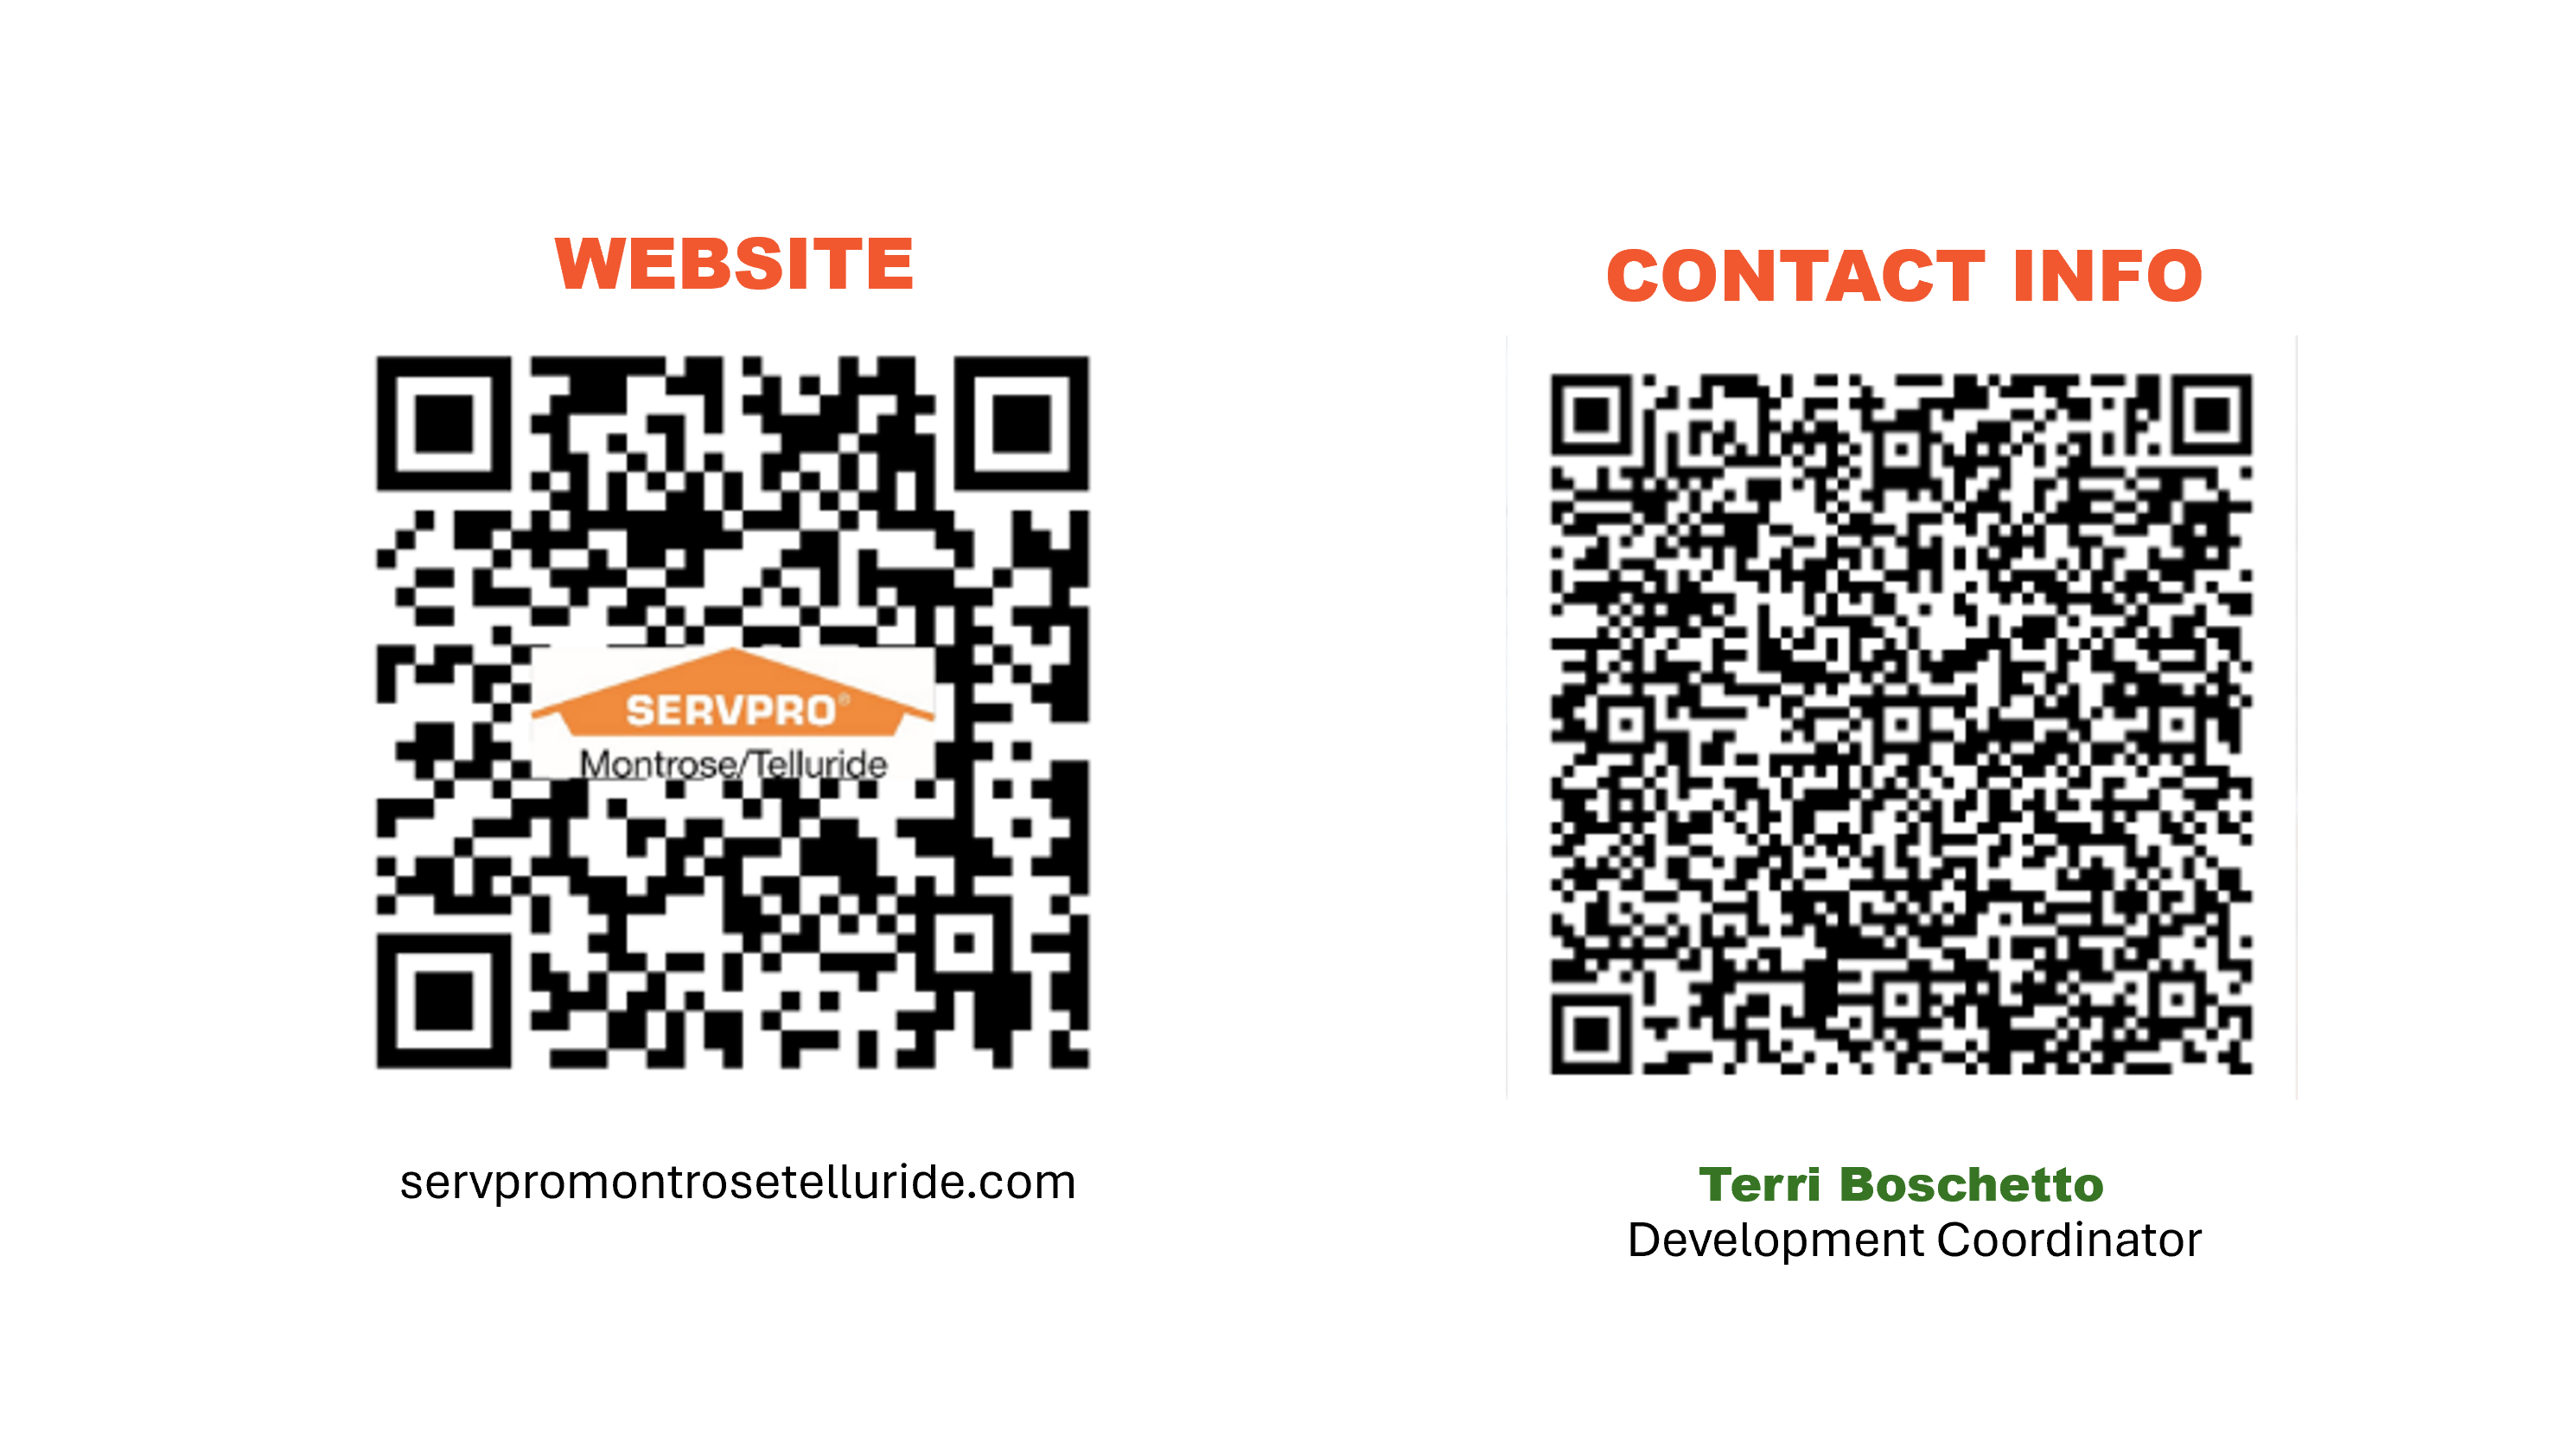 WEBSITE
SERVPRO®
Montrose/Telluride
servpromontrosetelluride.com
CONTACT INFO
Terri Boschetto
Development Coordinator